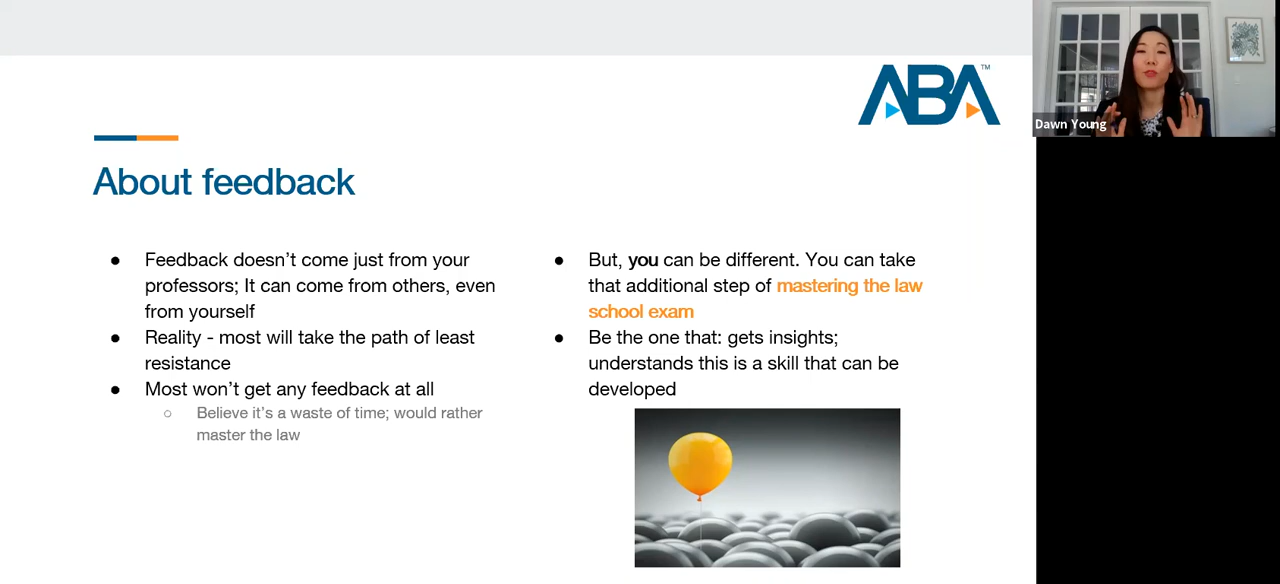 ABA™
Dawn Young
About feedback
● Feedback doesn’t come just from your
professors; It can come from others, even
from yourself
● Reality - most will take the path of least
resistance
● Most won’t get any feedback at all
○ Believe it’s a waste of time; would rather
master the law
● But, you can be different. You can take
that additional step of mastering the law
school exam
● Be the one that: gets insights;
understands this is a skill that can be
developed